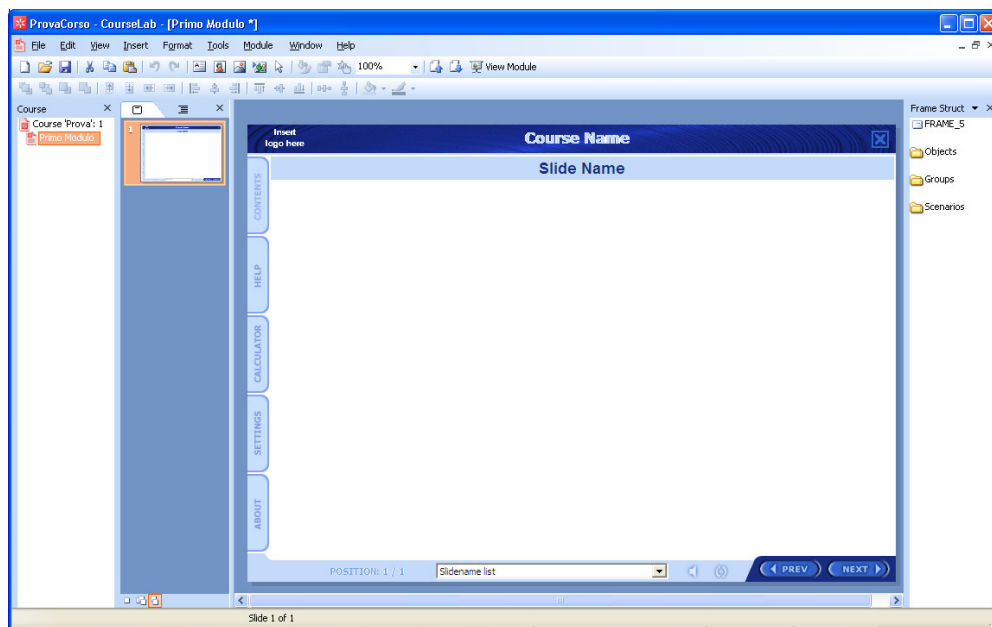 ProvaCorso - CourseLab - [Primo Modulo *]
File Edit View Insert Format Tools Module Window Help
100% View Module
Course
Course 'Prova': 1
Primo Modulo
1
Insert
logo here
Course Name
Slide Name
CONTENTS
HELP
CALCULATOR
SETTINGS
ABOUT
POSITION: 1 / 1
Slidename list
PREV
NEXT
Frame Struct
FRAME_5
Objects
Groups
Scenarios
Slide 1 of 1